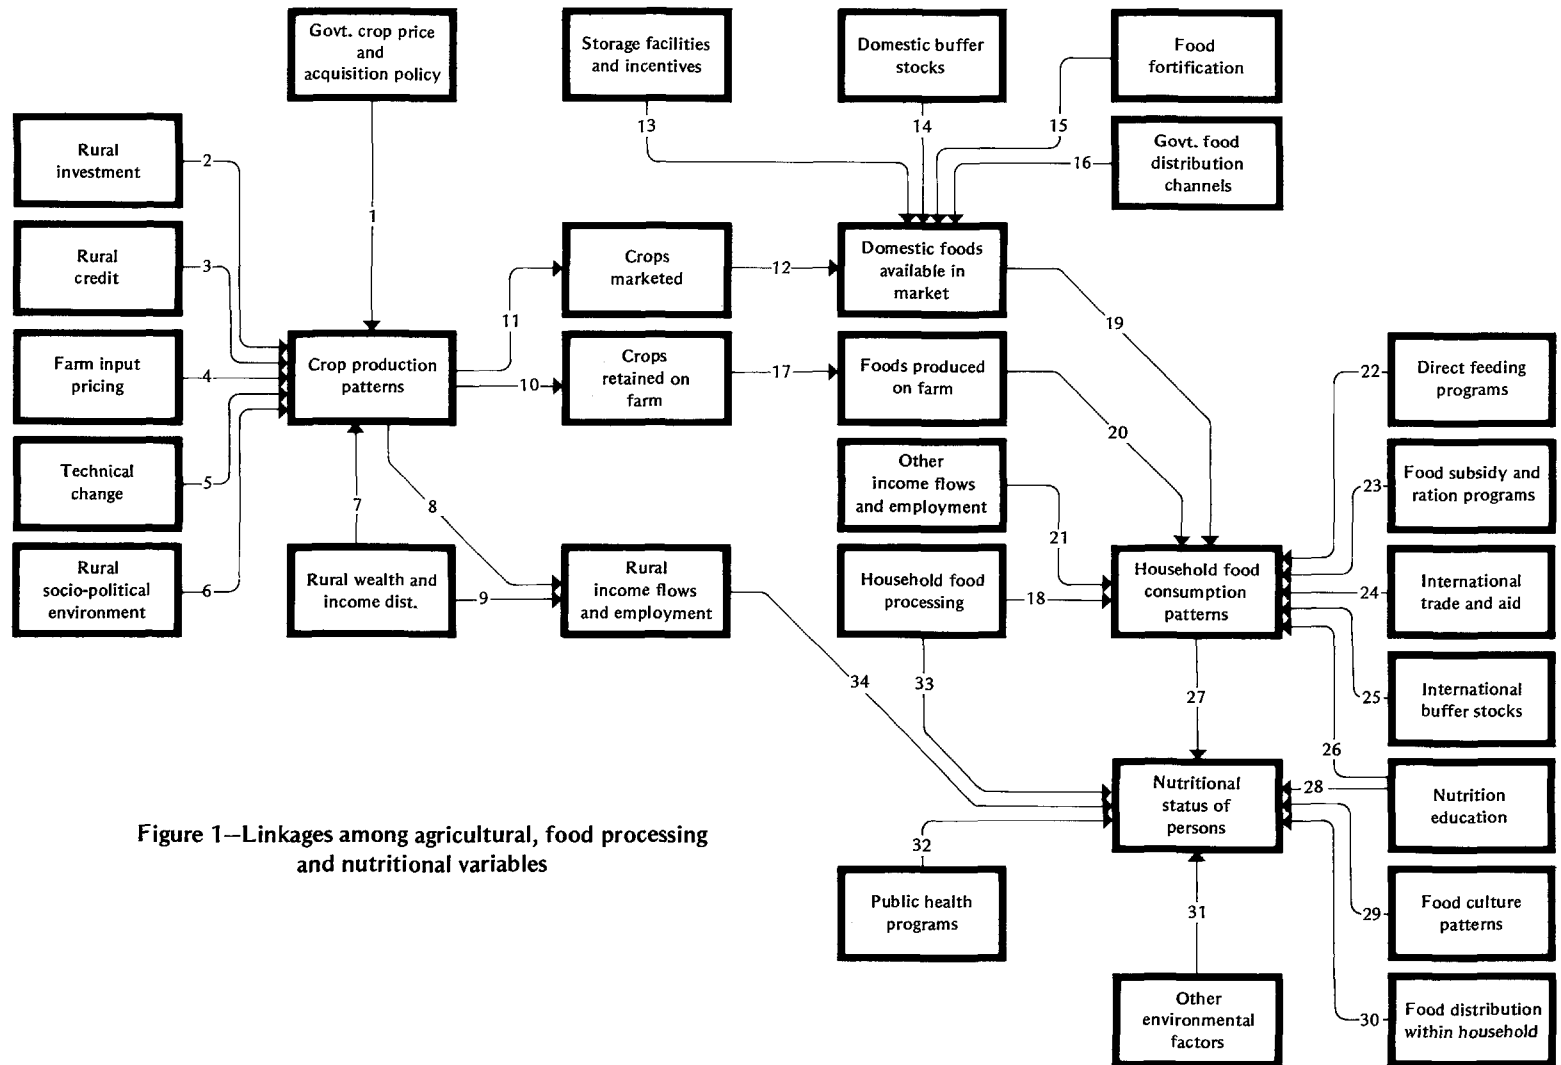 Govt. crop price
and
acquisition policy
Storage facilities
and incentives
Domestic buffer
stocks
Food
fortification
13
14
15
Rural
investment
2
Govt. food
distribution
channels
16
1
Rural
credit
3
Crops
marketed
12
Domestic foods
available in
market
11
19
Farm input
pricing
4
Crop production
patterns
10
Crops
retained on
farm
17
Foods produced
on farm
20
22
Direct feeding
programs
Technical
change
5
7
8
Other
income flows
and employment
21
23
Food subsidy and
ration programs
Rural
socio-political
environment
6
Rural wealth and
income dist.
9
Rural
income flows
and employment
Household food
processing
18
Household food
consumption
patterns
24
International
trade and aid
34
33
27
25
International
buffer stocks
26
28
Nutritional
status of
persons
Nutrition
education
Figure 1—Linkages among agricultural, food processing
and nutritional variables
32
Public health
programs
31
29
Food culture
patterns
Other
environmental
factors
30
Food distribution
within household